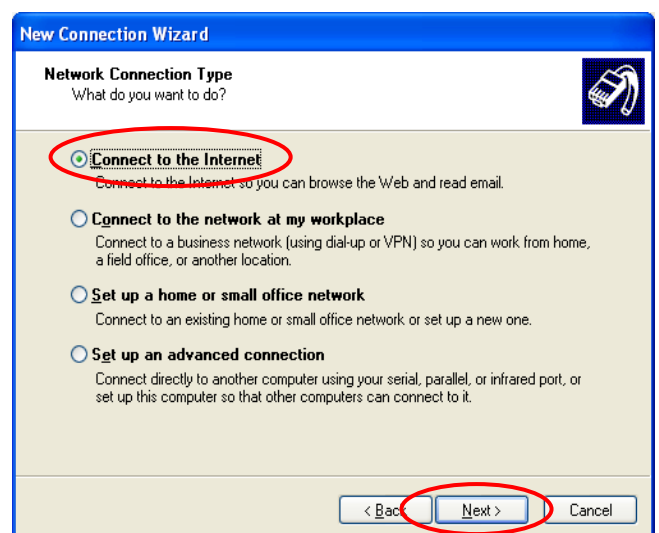 New Connection Wizard
Network Connection Type
What do you want to do?
Connect to the Internet
Connect to the Internet so you can browse the Web and read email.
Connect to the network at my workplace
Connect to a business network (using dial-up or VPN) so you can work from home,
a field office, or another location.
Set up a home or small office network
Connect to an existing home or small office network or set up a new one.
Set up an advanced connection
Connect directly to another computer using your serial, parallel, or infrared port, or
set up this computer so that other computers can connect to it.
< Back Next > Cancel